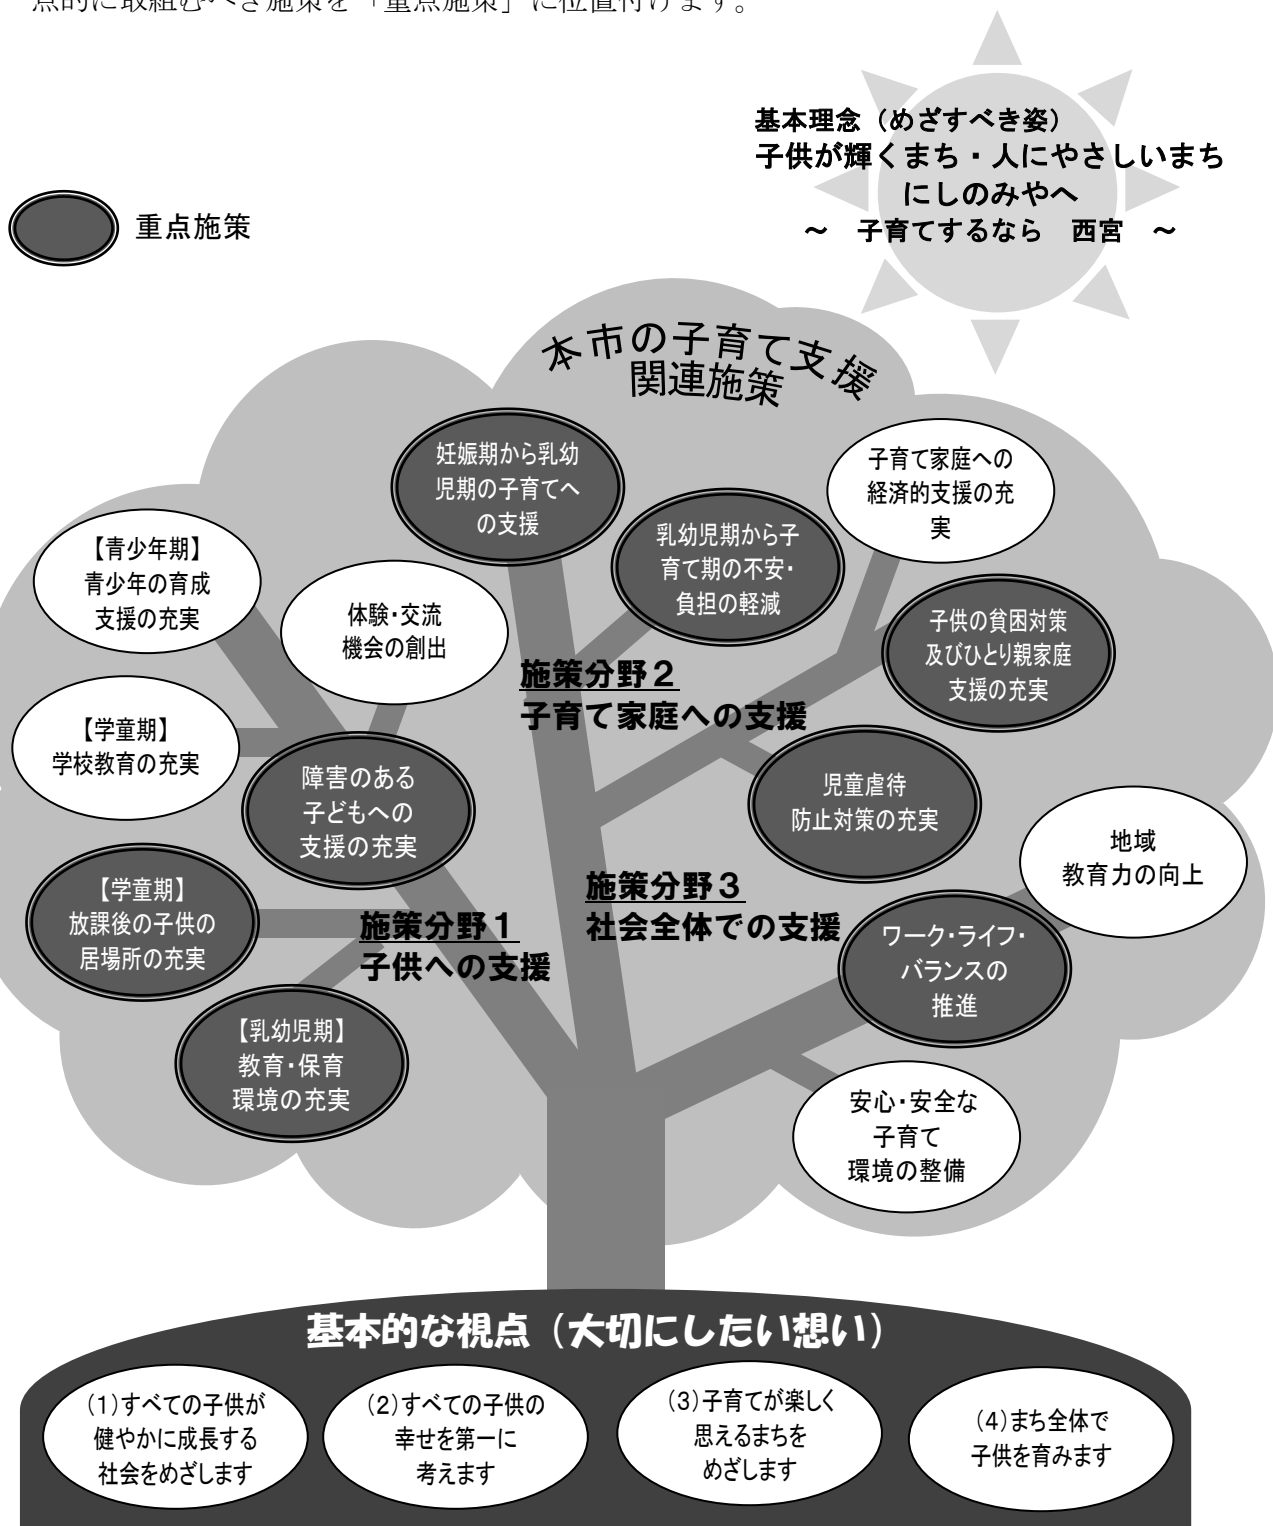 点的に取組むべき施策を「重点施策」に位置付けます。
基本理念（めざすべき姿）
子供が輝くまち・人にやさしいまち
にしのみやへ
～　子育てするなら　西宮　～
重点施策
本市の子育て支援
関連施策
妊娠期から乳幼
児期の子育てへ
の支援
乳幼児期から子
育て期の不安・
負担の軽減
子育て家庭への
経済的支援の充
実
【青少年期】
青少年の育成
支援の充実
体験・交流
機会の創出
子供の貧困対策
及びひとり親家庭
支援の充実
施策分野２
子育て家庭への支援
【学童期】
学校教育の充実
障害のある
子どもへの
支援の充実
児童虐待
防止対策の充実
地域
教育力の向上
【学童期】
放課後の子供の
居場所の充実
施策分野１
子供への支援
施策分野３
社会全体での支援
ワーク・ライフ・
バランスの
推進
【乳幼児期】
教育・保育
環境の充実
安心・安全な
子育て
環境の整備
基本的な視点（大切にしたい想い）
（1）すべての子供が
健やかに成長する
社会をめざします
（2）すべての子供の
幸せを第一に
考えます
（3）子育てが楽しく
思えるまちを
めざします
（4）まち全体で
子供を育みます